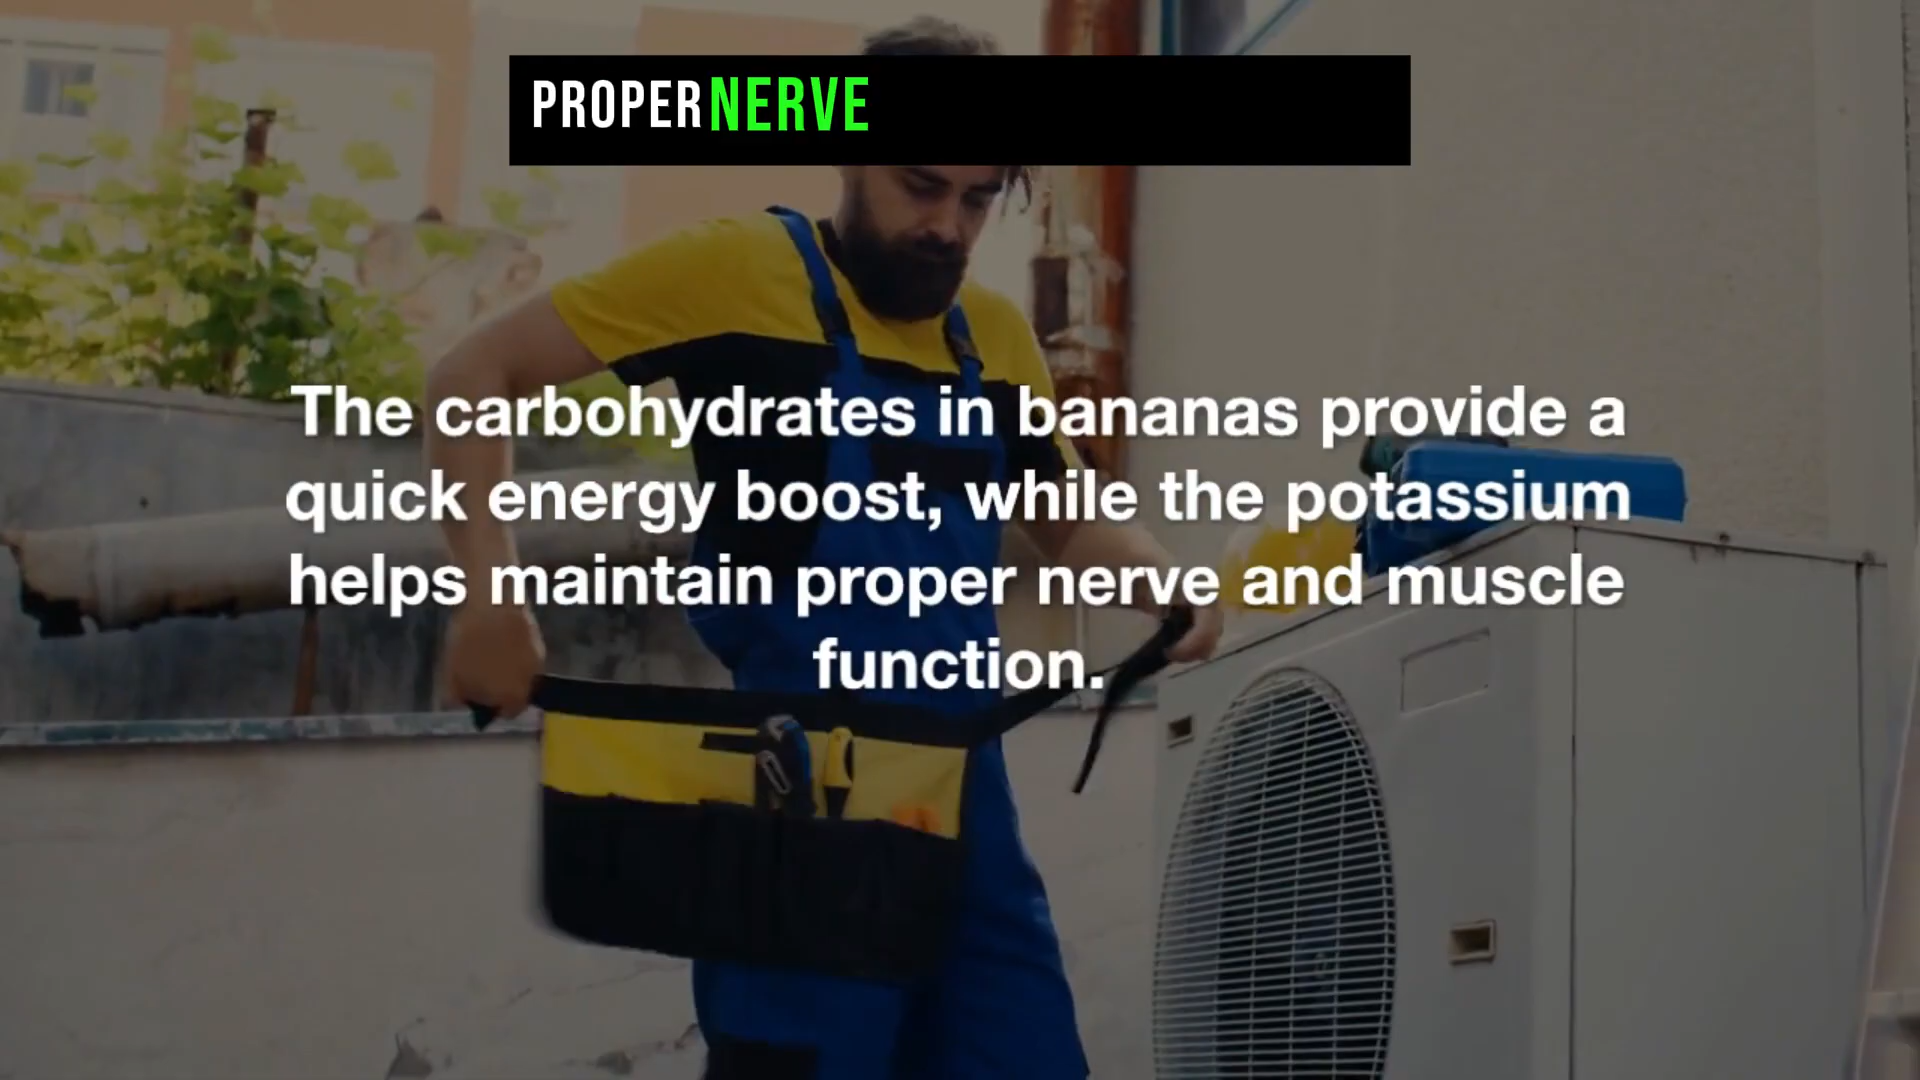 PROPER NERVE
The carbohydrates in bananas provide a
quick energy boost, while the potassium
helps maintain proper nerve and muscle
function.